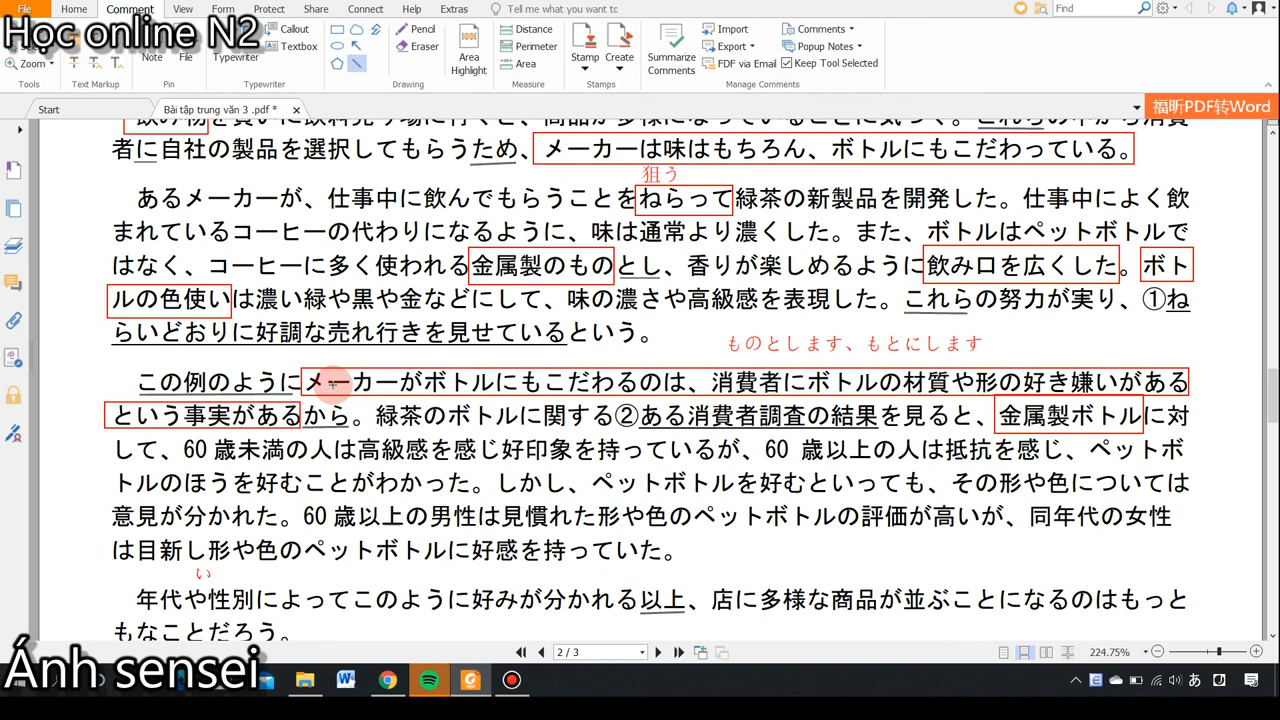 File Home Comment View Form Protect Share Connect Help Extras Tell me what you want tc Find
Học online N2
Callout Pencil Distance Import Comments
Textbox Eraser Perimeter Export Popup Notes
Zoom Note File Typewriter Area Highlight Area Stamp Create Summarize Comments FDF via Email Keep Tool Selected
Tools Text Markup Pin Typewriter Drawing Measure Stamps Manage Comments
Start Bài tập trung văn 3 .pdf * 福昕PDF转Word
者に自社の製品を選択してもらうため、メーカーは味はもちろん、ボトルにもこだわっている。
狙う
あるメーカーが、仕事中に飲んでもらうことをねらって緑茶の新製品を開発した。仕事中によく飲
まれているコーヒーの代わりになるように、味は通常より濃くした。また、ボトルはペットボトルで
はなく、コーヒーに多く使われる金属製のものとし、香りが楽しめるように飲み口を広くした。ボト
ルの色使いは濃い緑や黒や金などにして、味の濃さや高級感を表現した。これらの努力が実り、①ね
らいどおりに好調な売れ行きを見せているという。
ものとします、もとにします
この例のようにメーカーがボトルにもこだわるのは、消費者にボトルの材質や形の好き嫌いがある
という事実があるから。緑茶のボトルに関する②ある消費者調査の結果を見ると、金属製ボトルに対
して、60 歳未満の人は高級感を感じ好印象を持っているが、60 歳以上の人は抵抗を感じ、ペットボ
トルのほうを好むことがわかった。しかし、ペットボトルを好むといっても、その形や色については
意見が分かれた。60 歳以上の男性は見慣れた形や色のペットボトルの評価が高いが、同年代の女性
は目新し形や色のペットボトルに好感を持っていた。
い
年代や性別によってこのように好みが分かれる以上、店に多様な商品が並ぶことになるのはもっと
もなことだろう。
2 / 3 224.75%
Ánh sensei